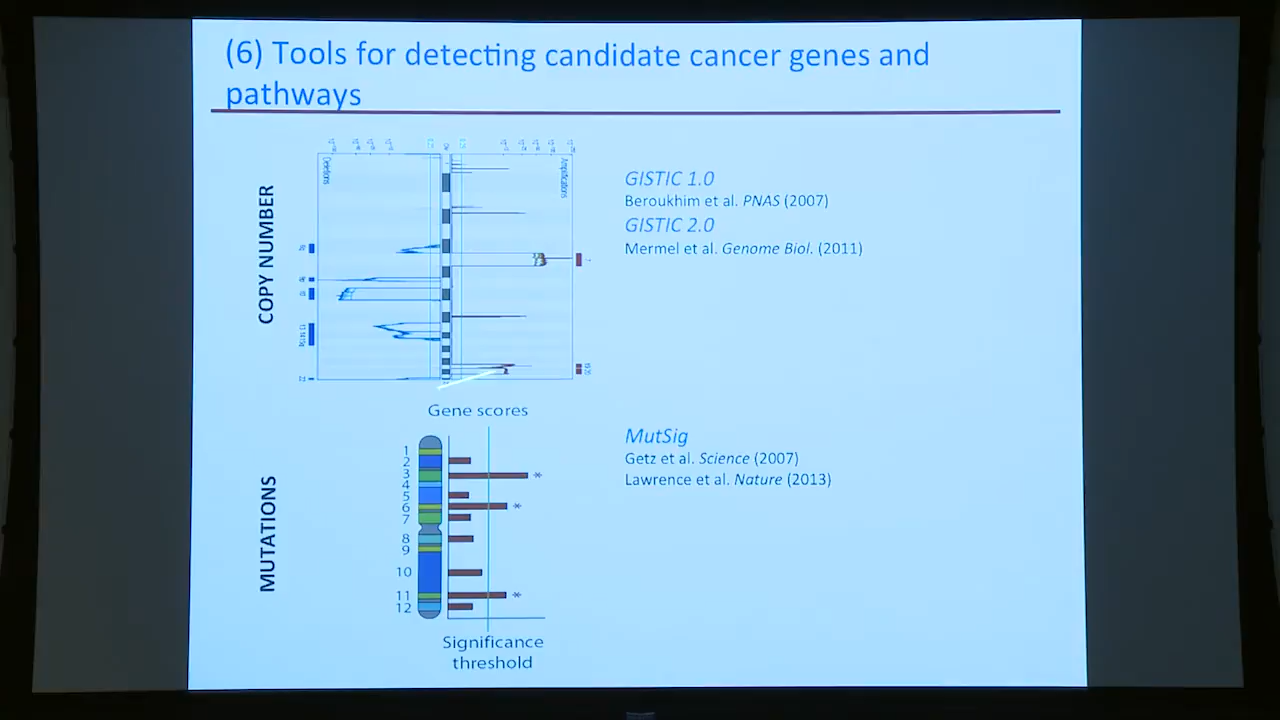 (6) Tools for detecting candidate cancer genes and
pathways
Deletions
Amplifications
COPY NUMBER
GISTIC 1.0
Beroukhim et al. PNAS (2007)
GISTIC 2.0
Mermel et al. Genome Biol. (2011)
Gene scores
MUTATIONS
1
2
3
*
4
5
6
*
7
8
9
10
11
*
12
Significance
threshold
MutSig
Getz et al. Science (2007)
Lawrence et al. Nature (2013)